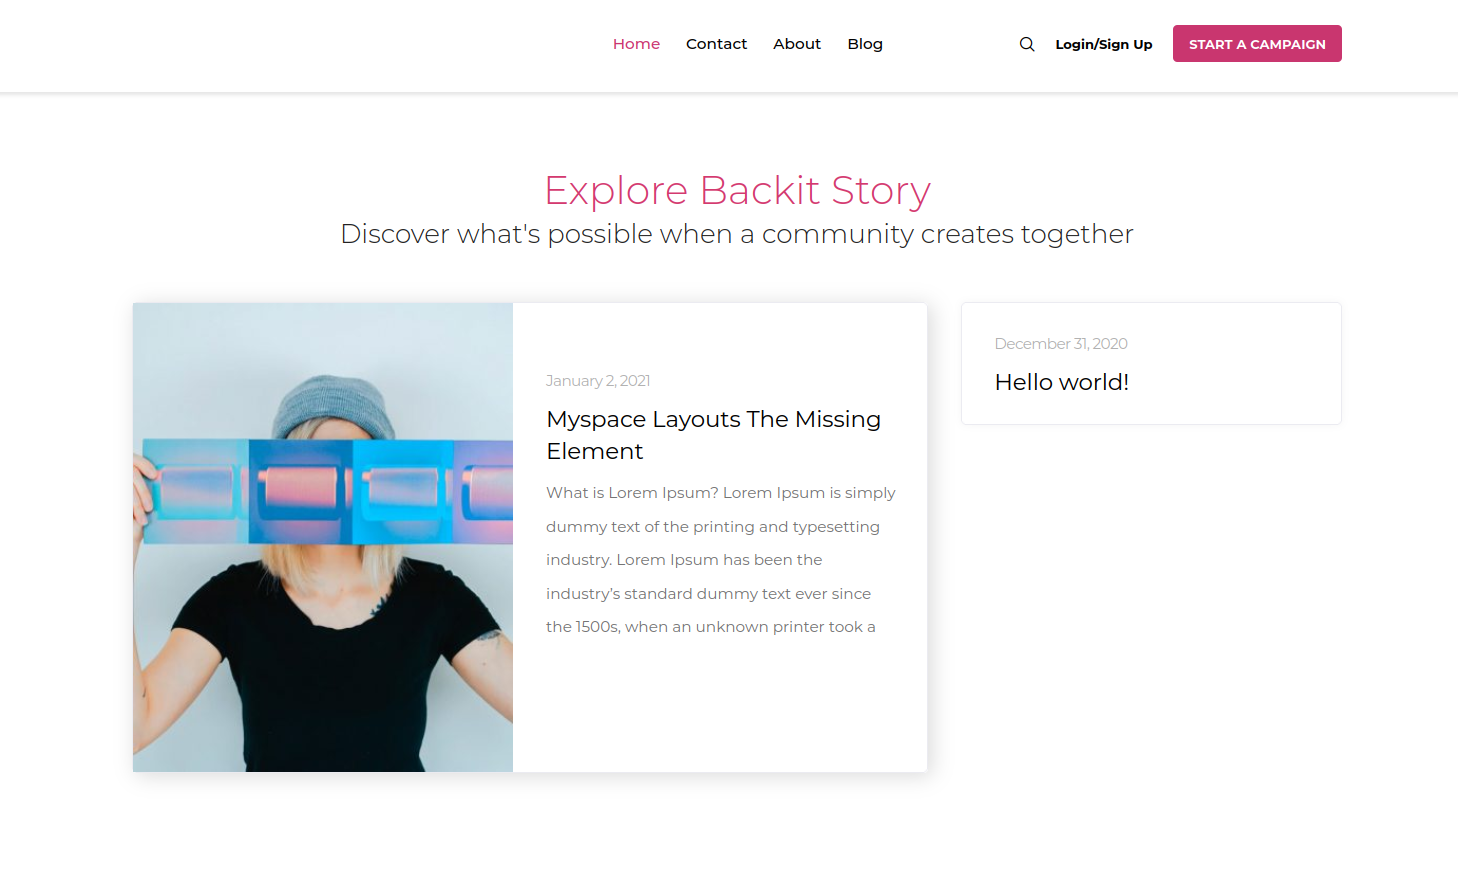 Home Contact About Blog Login/Sign Up START A CAMPAIGN
Explore Backit Story
Discover what's possible when a community creates together
January 2, 2021
Myspace Layouts The Missing
Element
What is Lorem Ipsum? Lorem Ipsum is simply
dummy text of the printing and typesetting
industry. Lorem Ipsum has been the
industry’s standard dummy text ever since
the 1500s, when an unknown printer took a
December 31, 2020
Hello world!